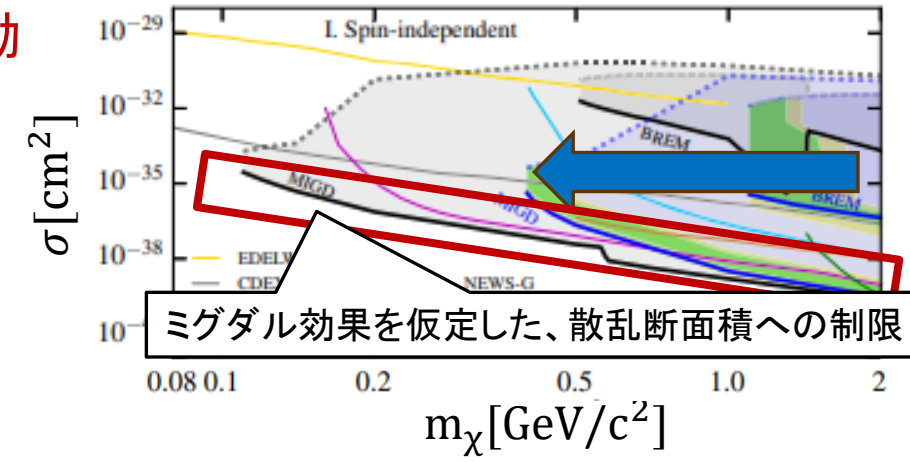 動
10⁻²⁹
I. Spin-independent
10⁻³²
BREM
σ[cm²]
10⁻³⁵
MIGD
MIGD
BREM
10⁻³⁸
EDELW
CDEX
NEWS-G
ミグダル効果を仮定した、散乱断面積への制限
10⁻
0.08 0.1 0.2 0.5 1.0 2
mᵪ[GeV/c²]